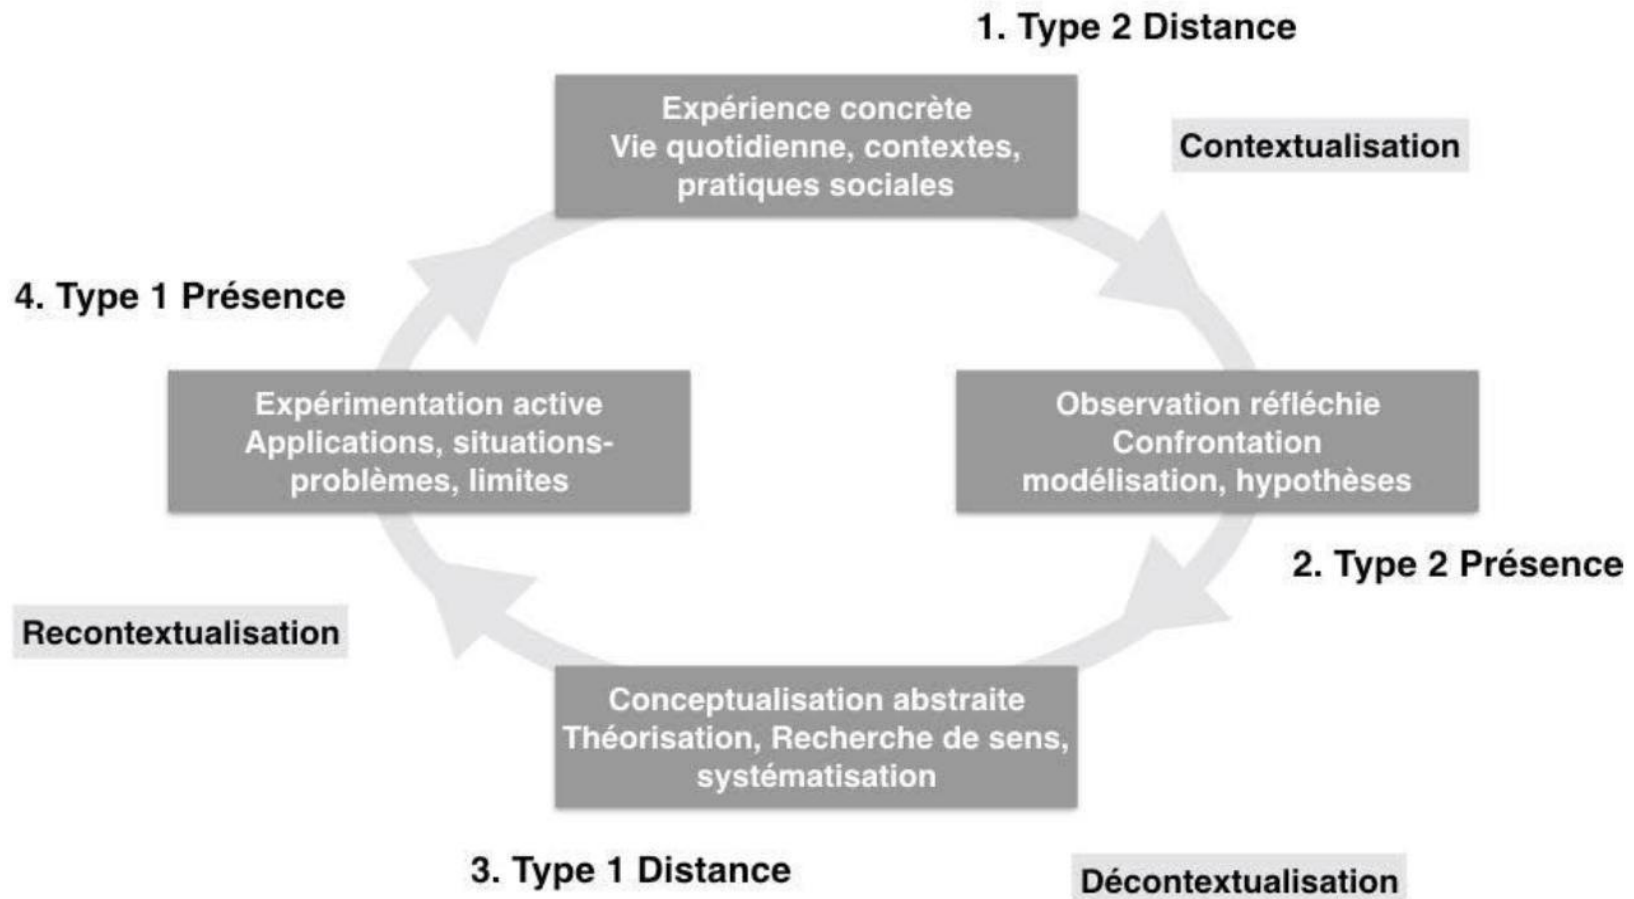 1. Type 2 Distance
Expérience concrète
Vie quotidienne, contextes,
pratiques sociales
Contextualisation
4. Type 1 Présence
Expérimentation active
Applications, situations-
problèmes, limites
Observation réfléchie
Confrontation
modélisation, hypothèses
2. Type 2 Présence
Recontextualisation
Conceptualisation abstraite
Théorisation, Recherche de sens,
systématisation
3. Type 1 Distance
Décontextualisation